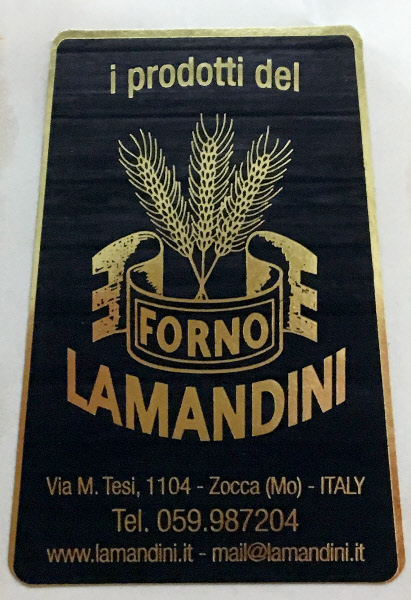 i prodotti del
FORNO
LAMANDINI
Via M. Tesi, 1104 - Zocca (Mo) - ITALY
Tel. 059.987204
www.lamandini.it - mail@lamandini.it